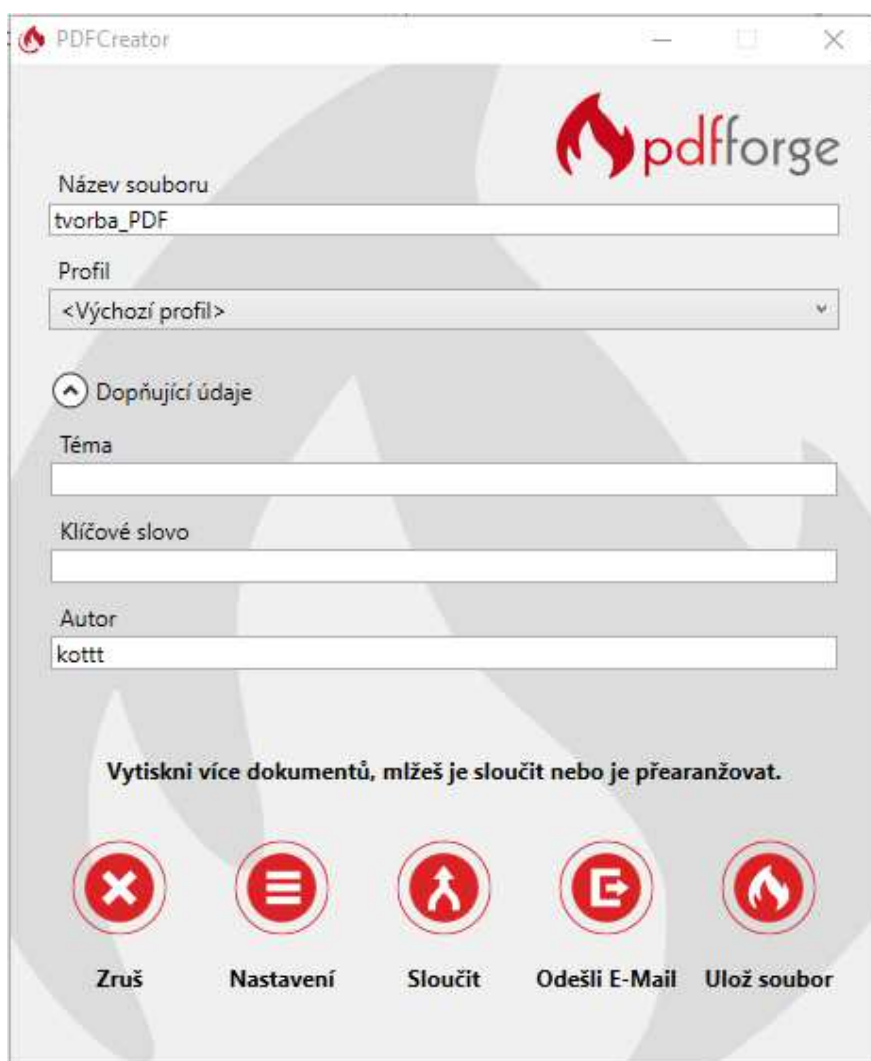 PDFCreator
pdfforge
Název souboru
tvorba_PDF
Profil
<Výchozí profil>
Dopňující údaje
Téma
Klíčové slovo
Autor
kottt
Vytiskni více dokumentů, mlžeš je sloučit nebo je přearanžovat.
Zruš Nastavení Sloučit Odešli E-Mail Ulož soubor